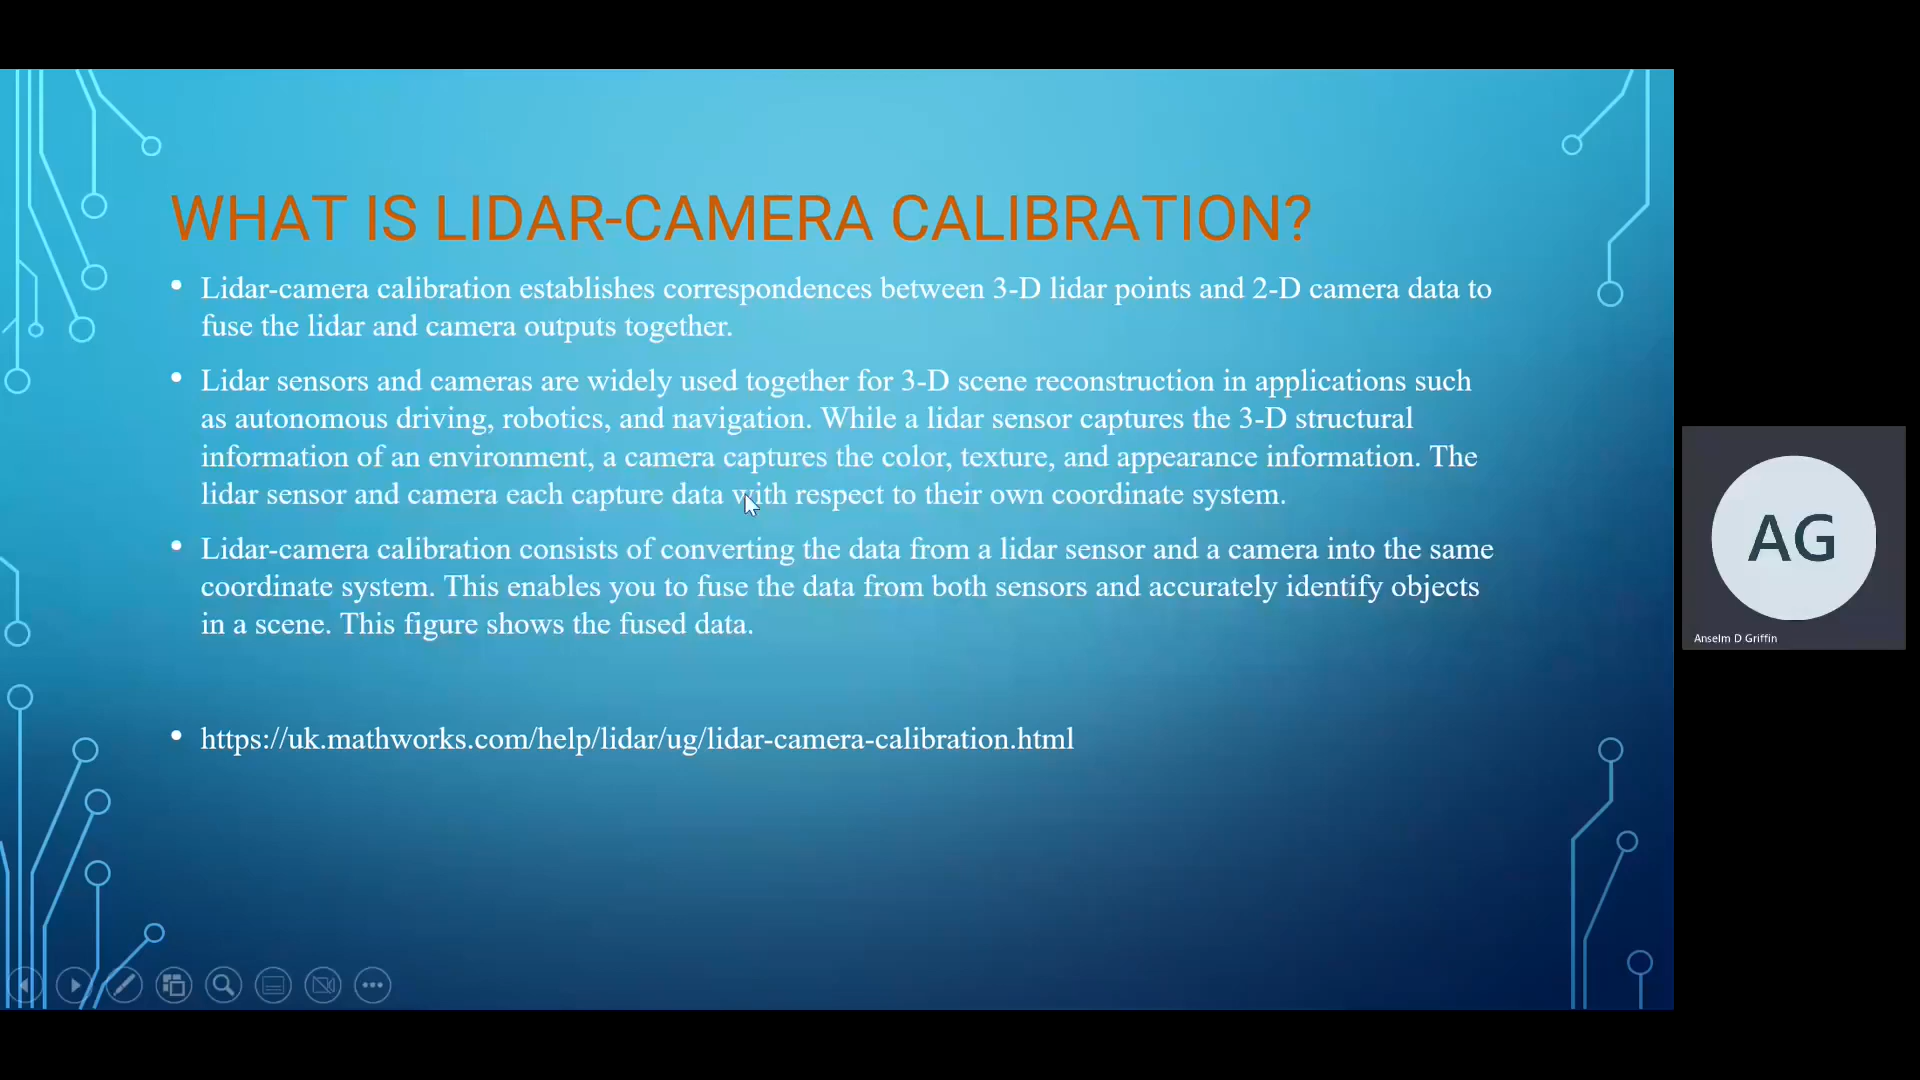 WHAT IS LIDAR-CAMERA CALIBRATION?
• Lidar-camera calibration establishes correspondences between 3-D lidar points and 2-D camera data to
fuse the lidar and camera outputs together.
• Lidar sensors and cameras are widely used together for 3-D scene reconstruction in applications such
as autonomous driving, robotics, and navigation. While a lidar sensor captures the 3-D structural
information of an environment, a camera captures the color, texture, and appearance information. The
lidar sensor and camera each capture data with respect to their own coordinate system.
• Lidar-camera calibration consists of converting the data from a lidar sensor and a camera into the same
coordinate system. This enables you to fuse the data from both sensors and accurately identify objects
in a scene. This figure shows the fused data.
• https://uk.mathworks.com/help/lidar/ug/lidar-camera-calibration.html
AG
Anselm D Griffin